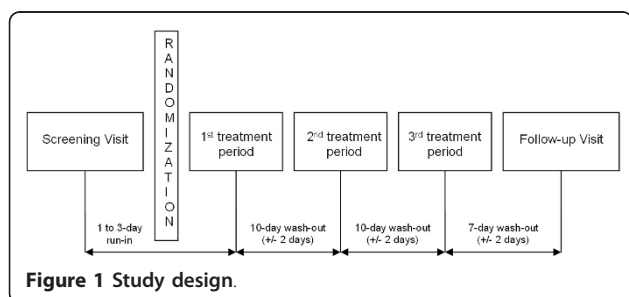 RANDOMIZATION
Screening Visit
1st treatment
period
2nd treatment
period
3rd treatment
period
Follow-up Visit
1 to 3-day
run-in
10-day wash-out
(+/- 2 days)
10-day wash-out
(+/- 2 days)
7-day wash-out
(+/- 2 days)
Figure 1 Study design.